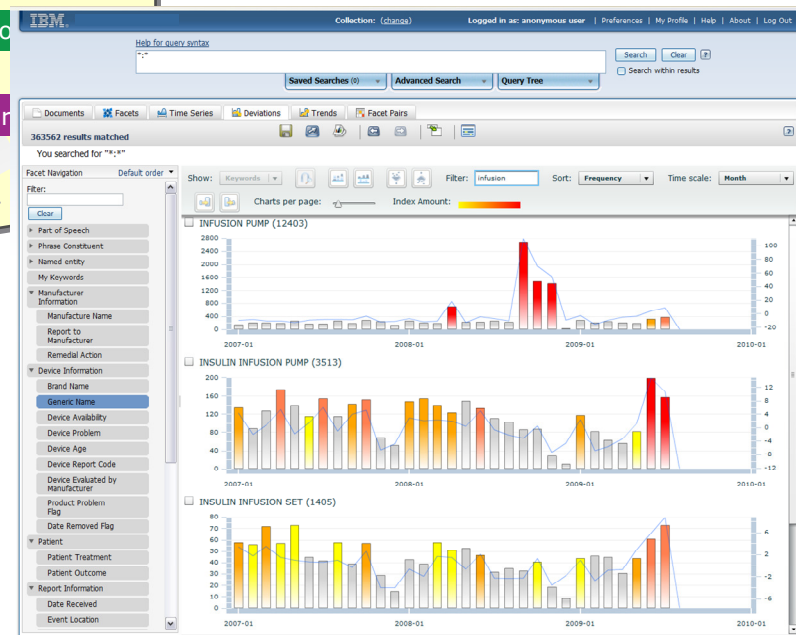 IBM.
Collection: (change) Logged in as: anonymous user | Preferences | My Profile | Help | About | Log Out
Help for query syntax
"*:*"
Search Clear ?
Search within results
Saved Searches (0) Advanced Search Query Tree
Documents Facets Time Series Deviations Trends Facet Pairs
363562 results matched
You searched for "*:*"
Facet Navigation Default order
Filter:
Clear
Part of Speech
Phrase Constituent
Named entity
My Keywords
Manufacturer
Information
Manufacture Name
Report to
Manufacturer
Remedial Action
Device Information
Brand Name
Generic Name
Device Availability
Device Problem
Device Age
Device Report Code
Device Evaluated by
Manufacturer
Product Problem
Flag
Date Removed Flag
Patient
Patient Treatment
Patient Outcome
Report Information
Date Received
Event Location
Show: Keywords Filter: infusion Sort: Frequency Time scale: Month
Charts per page: Index Amount:
INFUSION PUMP (12403)
2800
2400
2000
1600
1200
800
400
0
100
80
60
40
20
0
-20
2007-01 2008-01 2009-01 2010-01
INSULIN INFUSION PUMP (3513)
200
160
120
80
40
0
12
8
4
-4
-12
2007-01 2008-01 2009-01 2010-01
INSULIN INFUSION SET (1405)
80
70
60
50
40
30
20
10
0
6
2
-2
-6
2007-01 2008-01 2009-01 2010-01